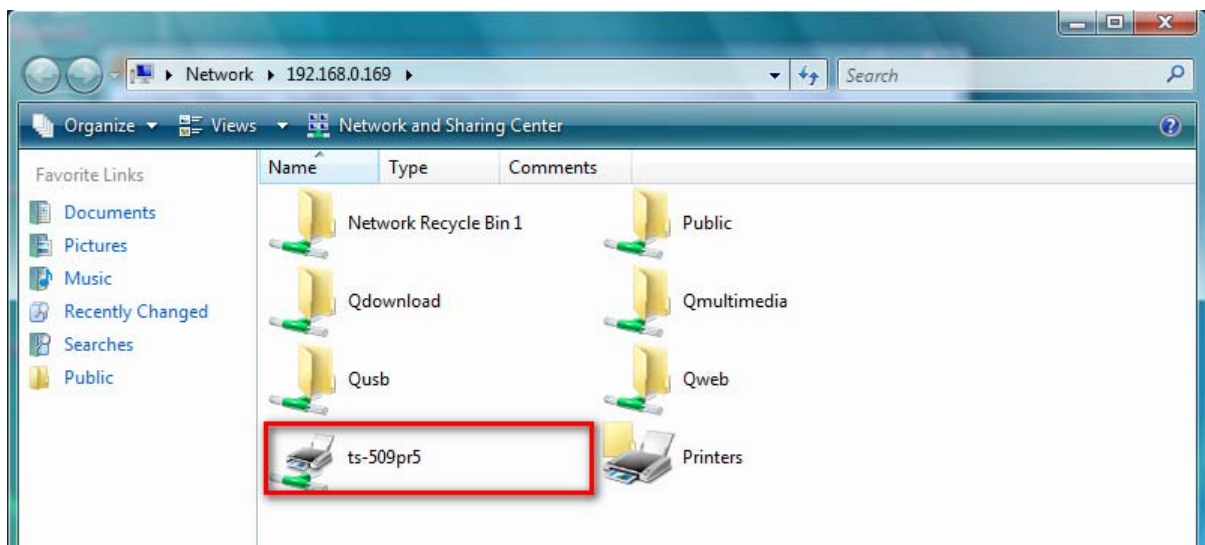 Network 192.168.0.169 Search
Organize Views Network and Sharing Center
Favorite Links
Documents
Pictures
Music
Recently Changed
Searches
Public
Name Type Comments
Network Recycle Bin 1 Public
Qdownload Qmultimedia
Qusb Qweb
ts-509pr5 Printers